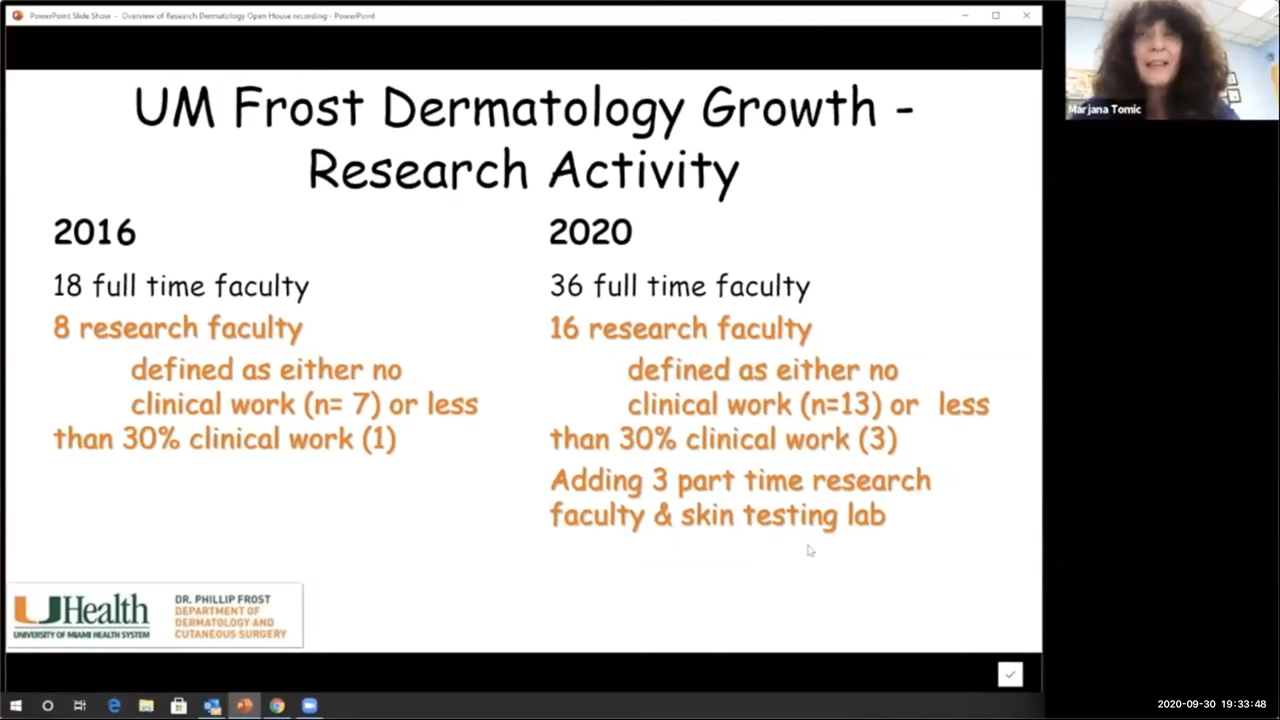 PowerPoint Slide Show - Overview of Research Dermatology Open House recording - PowerPoint
UM Frost Dermatology Growth -
Research Activity
2016
18 full time faculty
8 research faculty
defined as either no
clinical work (n= 7) or less
than 30% clinical work (1)
2020
36 full time faculty
16 research faculty
defined as either no
clinical work (n=13) or less
than 30% clinical work (3)
Adding 3 part time research
faculty & skin testing lab
UHealth
UNIVERSITY OF MIAMI HEALTH SYSTEM
DR. PHILLIP FROST
DEPARTMENT OF
DERMATOLOGY AND
CUTANEOUS SURGERY
Marjana Tomic
2020-09-30 19:33:48